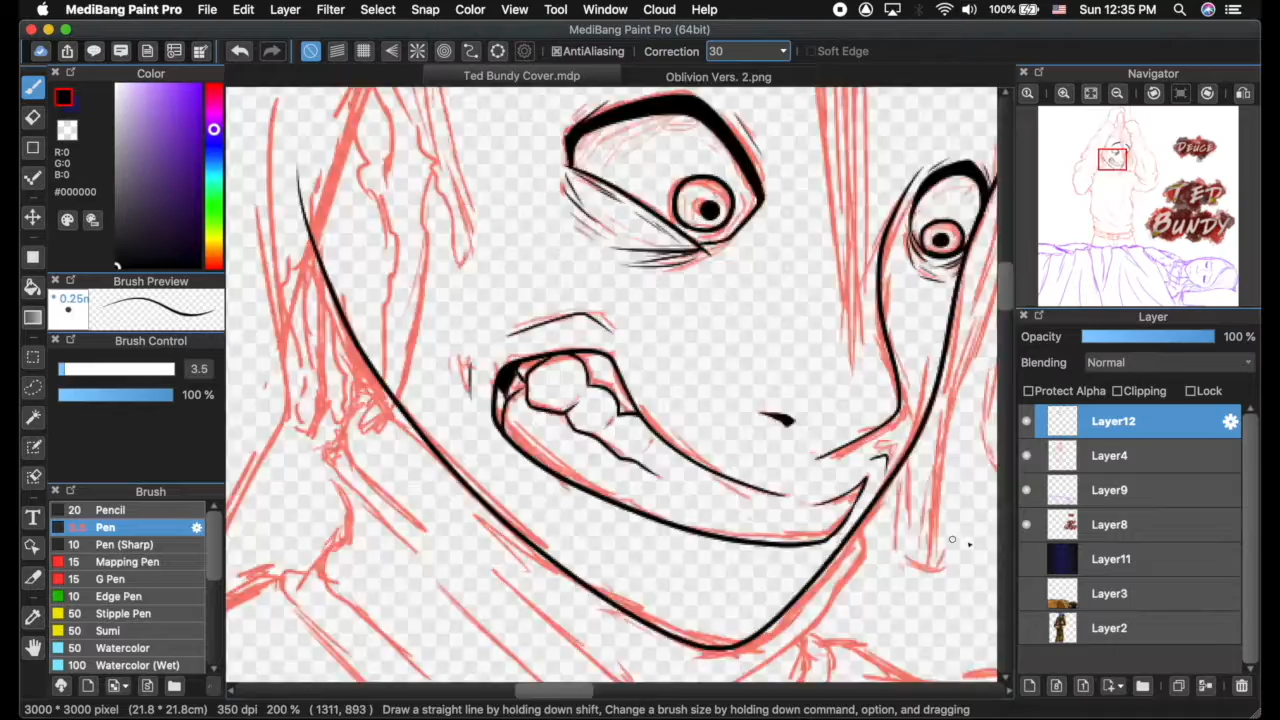 MediBang Paint Pro File Edit Layer Filter Select Snap Color View Tool Window Cloud Help 100% Sun 12:35 PM
MediBang Paint Pro (64bit)
AntiAliasing Correction 30 Soft Edge
Color
Ted Bundy Cover.mdp
Oblivion Vers. 2.png
Navigator
R:0
G:0
B:0
#000000
DEUCE
TED
BUNDY
Brush Preview
* 0.25m
Brush Control
3.5
100 %
Layer
Opacity 100 %
Blending Normal
Protect Alpha Clipping Lock
Layer12
Layer4
Layer9
Layer8
Layer11
Layer3
Layer2
Brush
20 Pencil
3.5 Pen
10 Pen (Sharp)
15 Mapping Pen
15 G Pen
10 Edge Pen
50 Stipple Pen
50 Sumi
50 Watercolor
100 Watercolor (Wet)
3000 * 3000 pixel (21.8 * 21.8cm) 350 dpi 200 % ( 1311, 893 ) Draw a straight line by holding down shift, Change a brush size by holding down command, option, and dragging